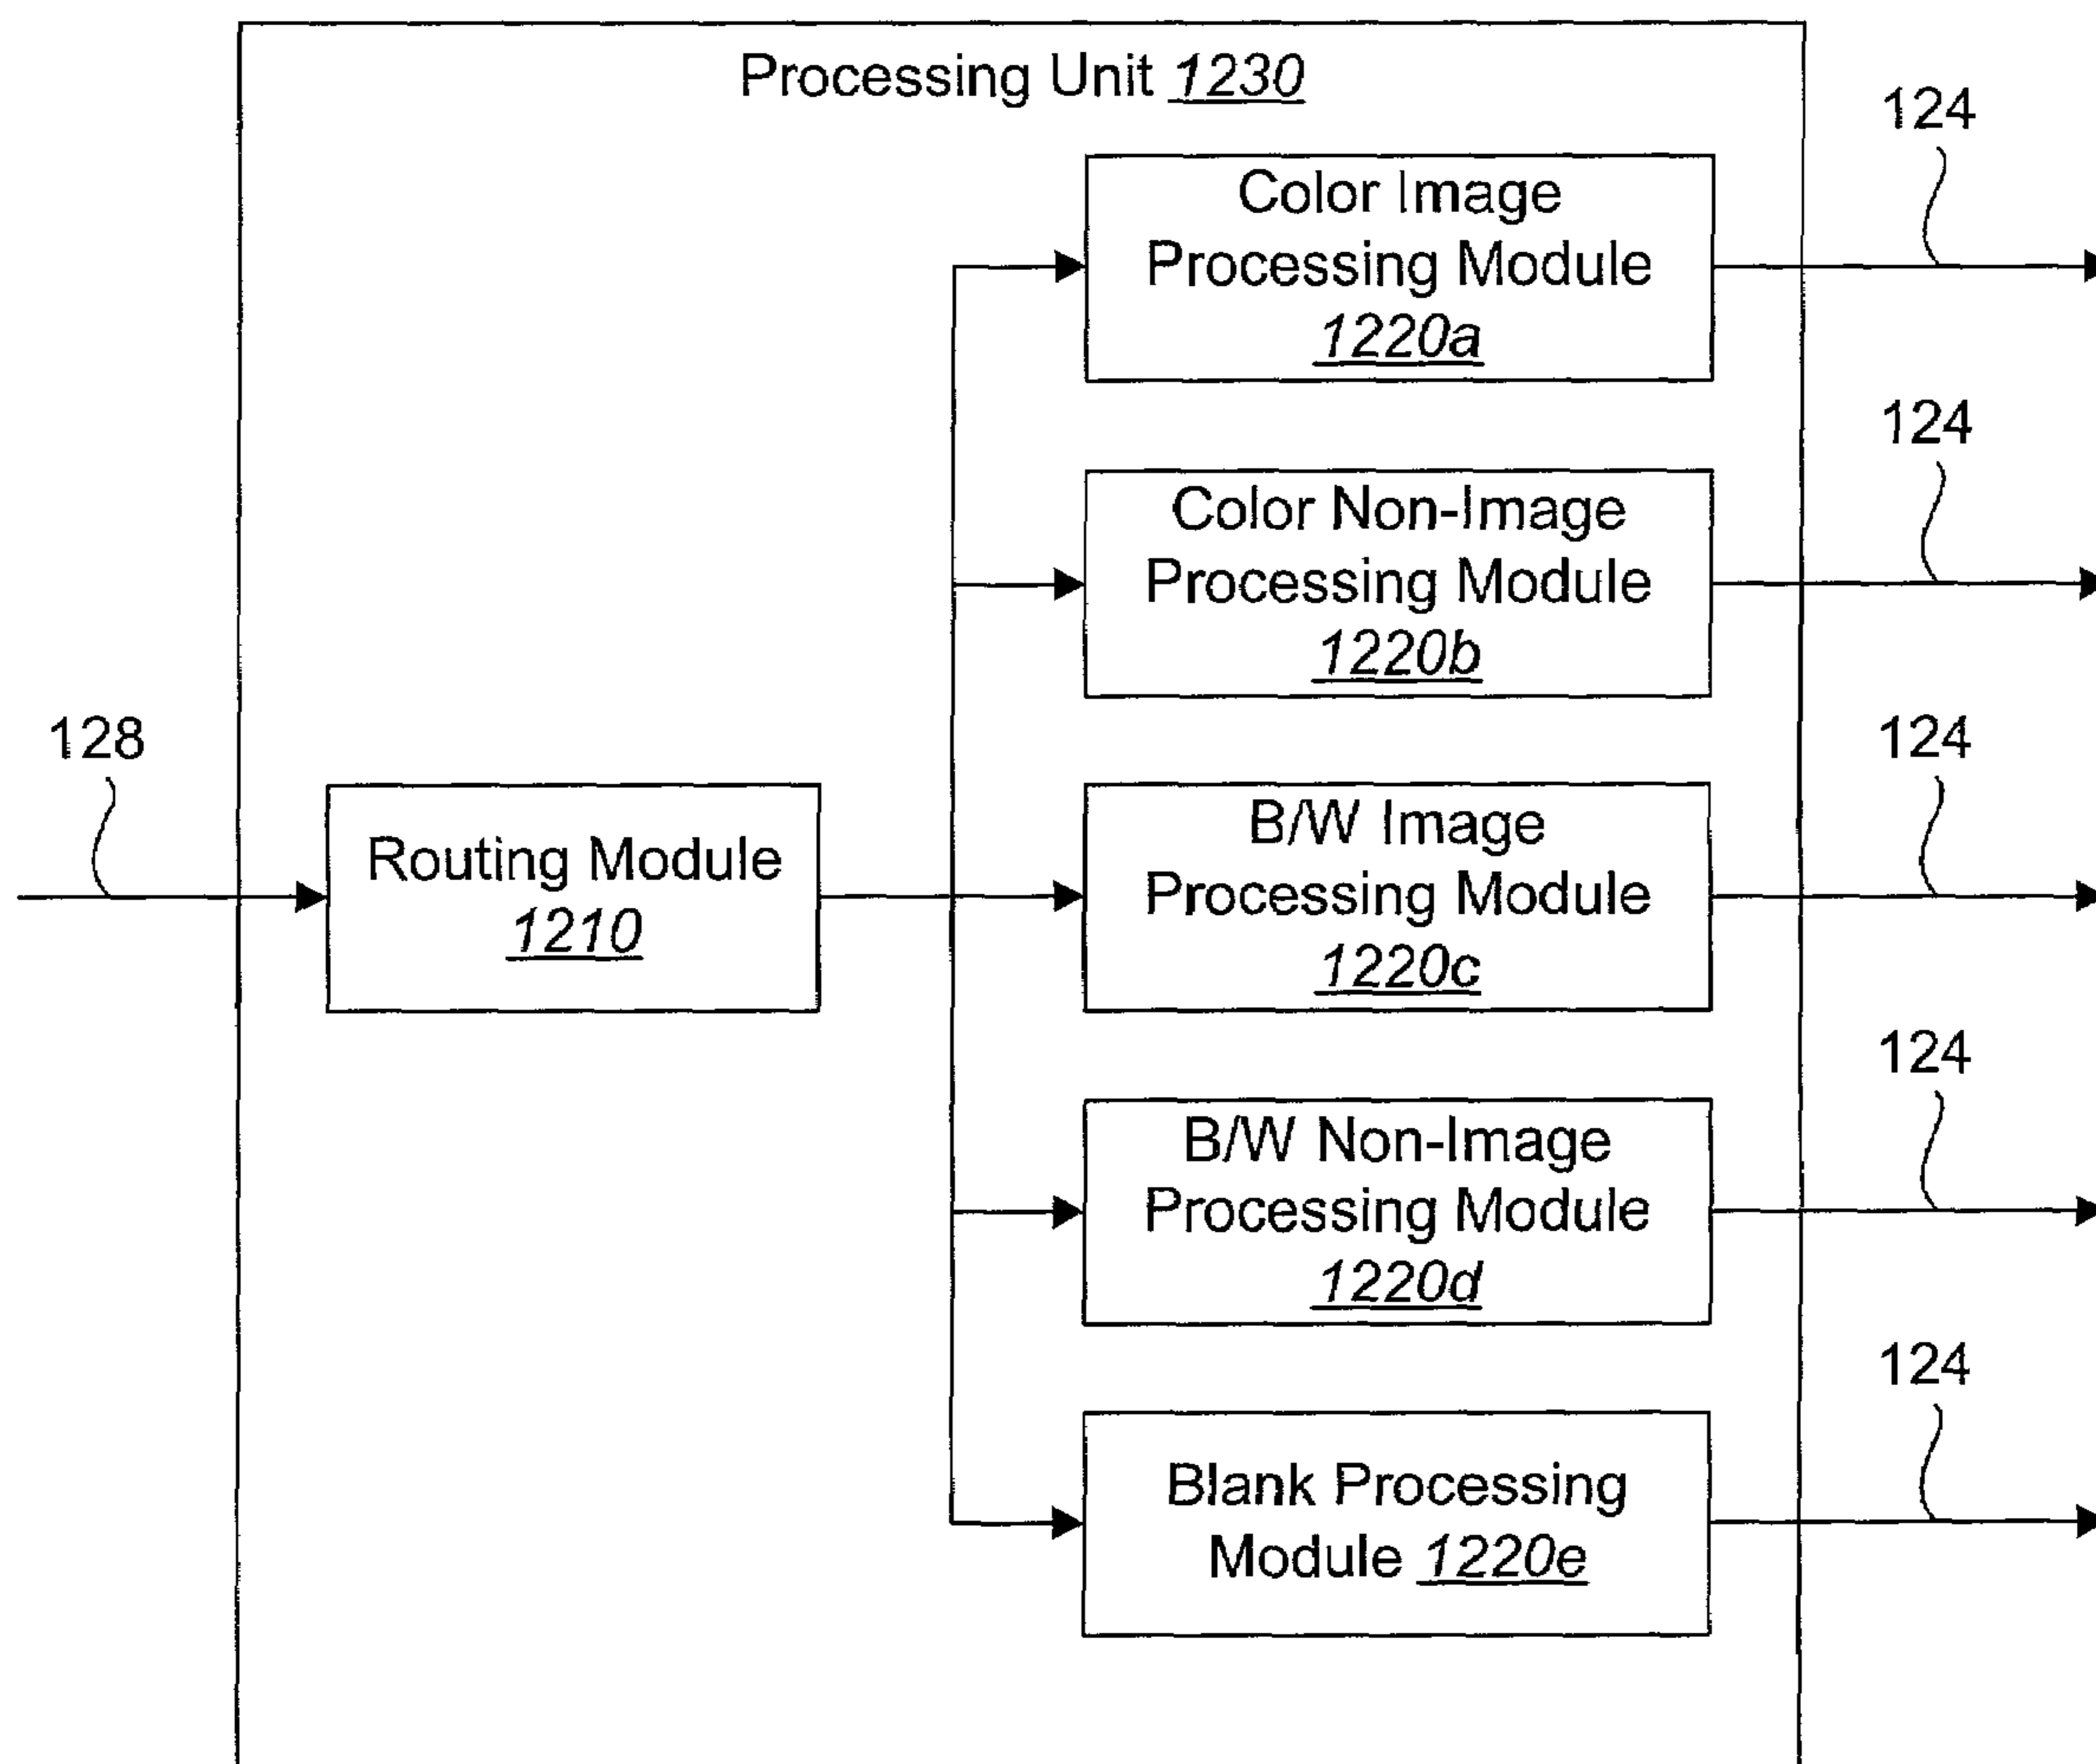 Processing Unit 1230
124
Color Image
Processing Module
1220a
124
Color Non-Image
Processing Module
1220b
128
124
Routing Module
1210
B/W Image
Processing Module
1220c
124
B/W Non-Image
Processing Module
1220d
124
Blank Processing
Module 1220e